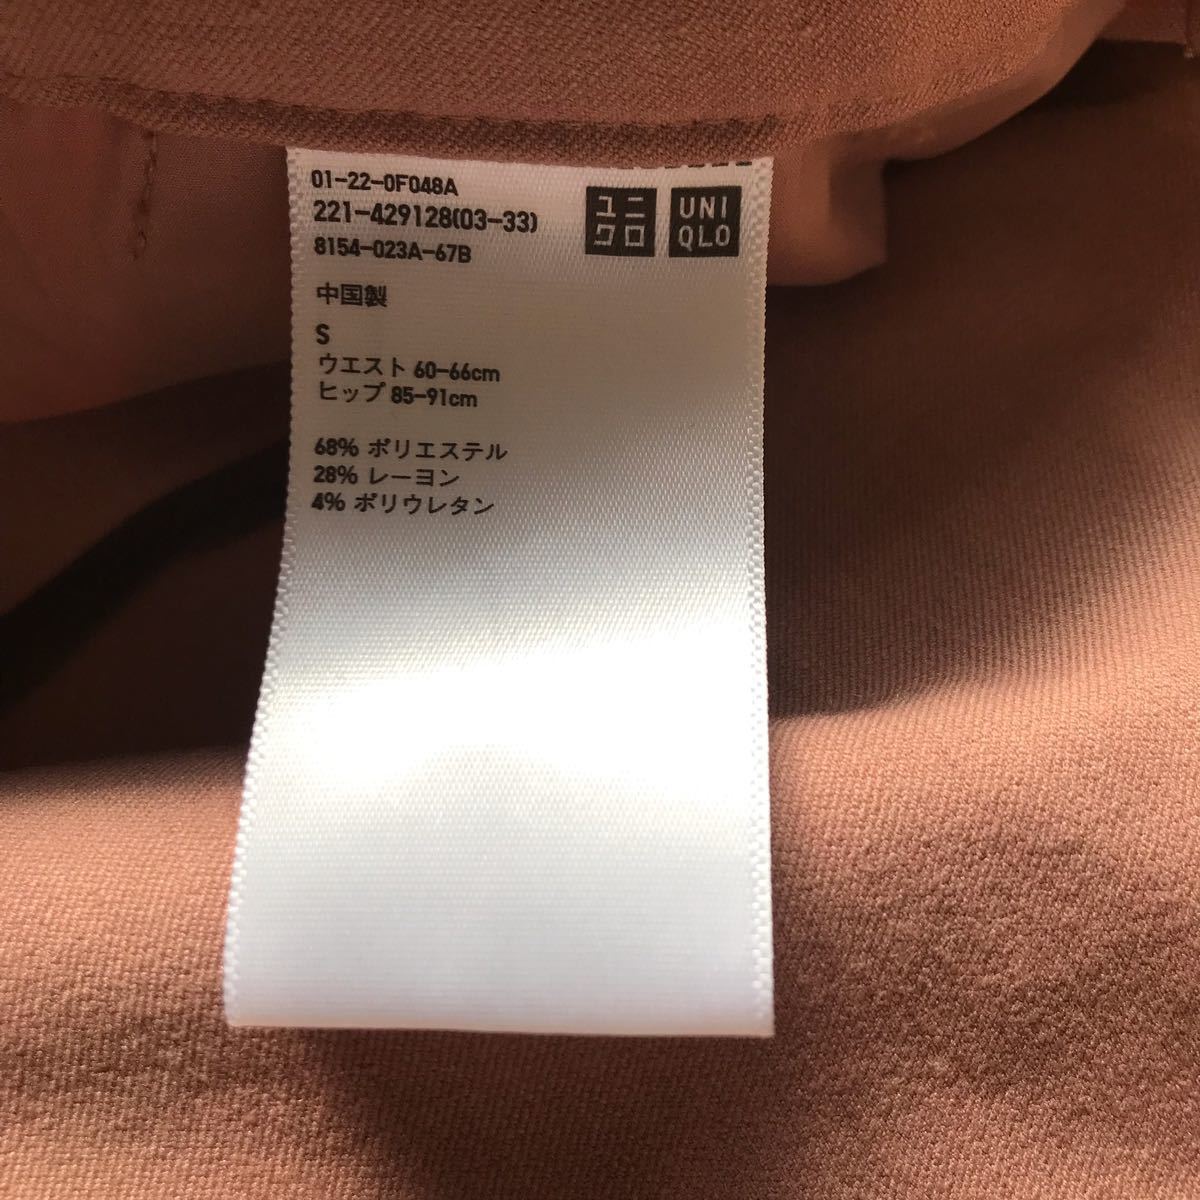 01-22-0F048A
221-429128(03-33)
8154-023A-67B
ユニ
クロ
UNI
QLO
中国製
S
ウエスト 60-66cm
ヒップ 85-91cm
68% ポリエステル
28% レーヨン
4% ポリウレタン